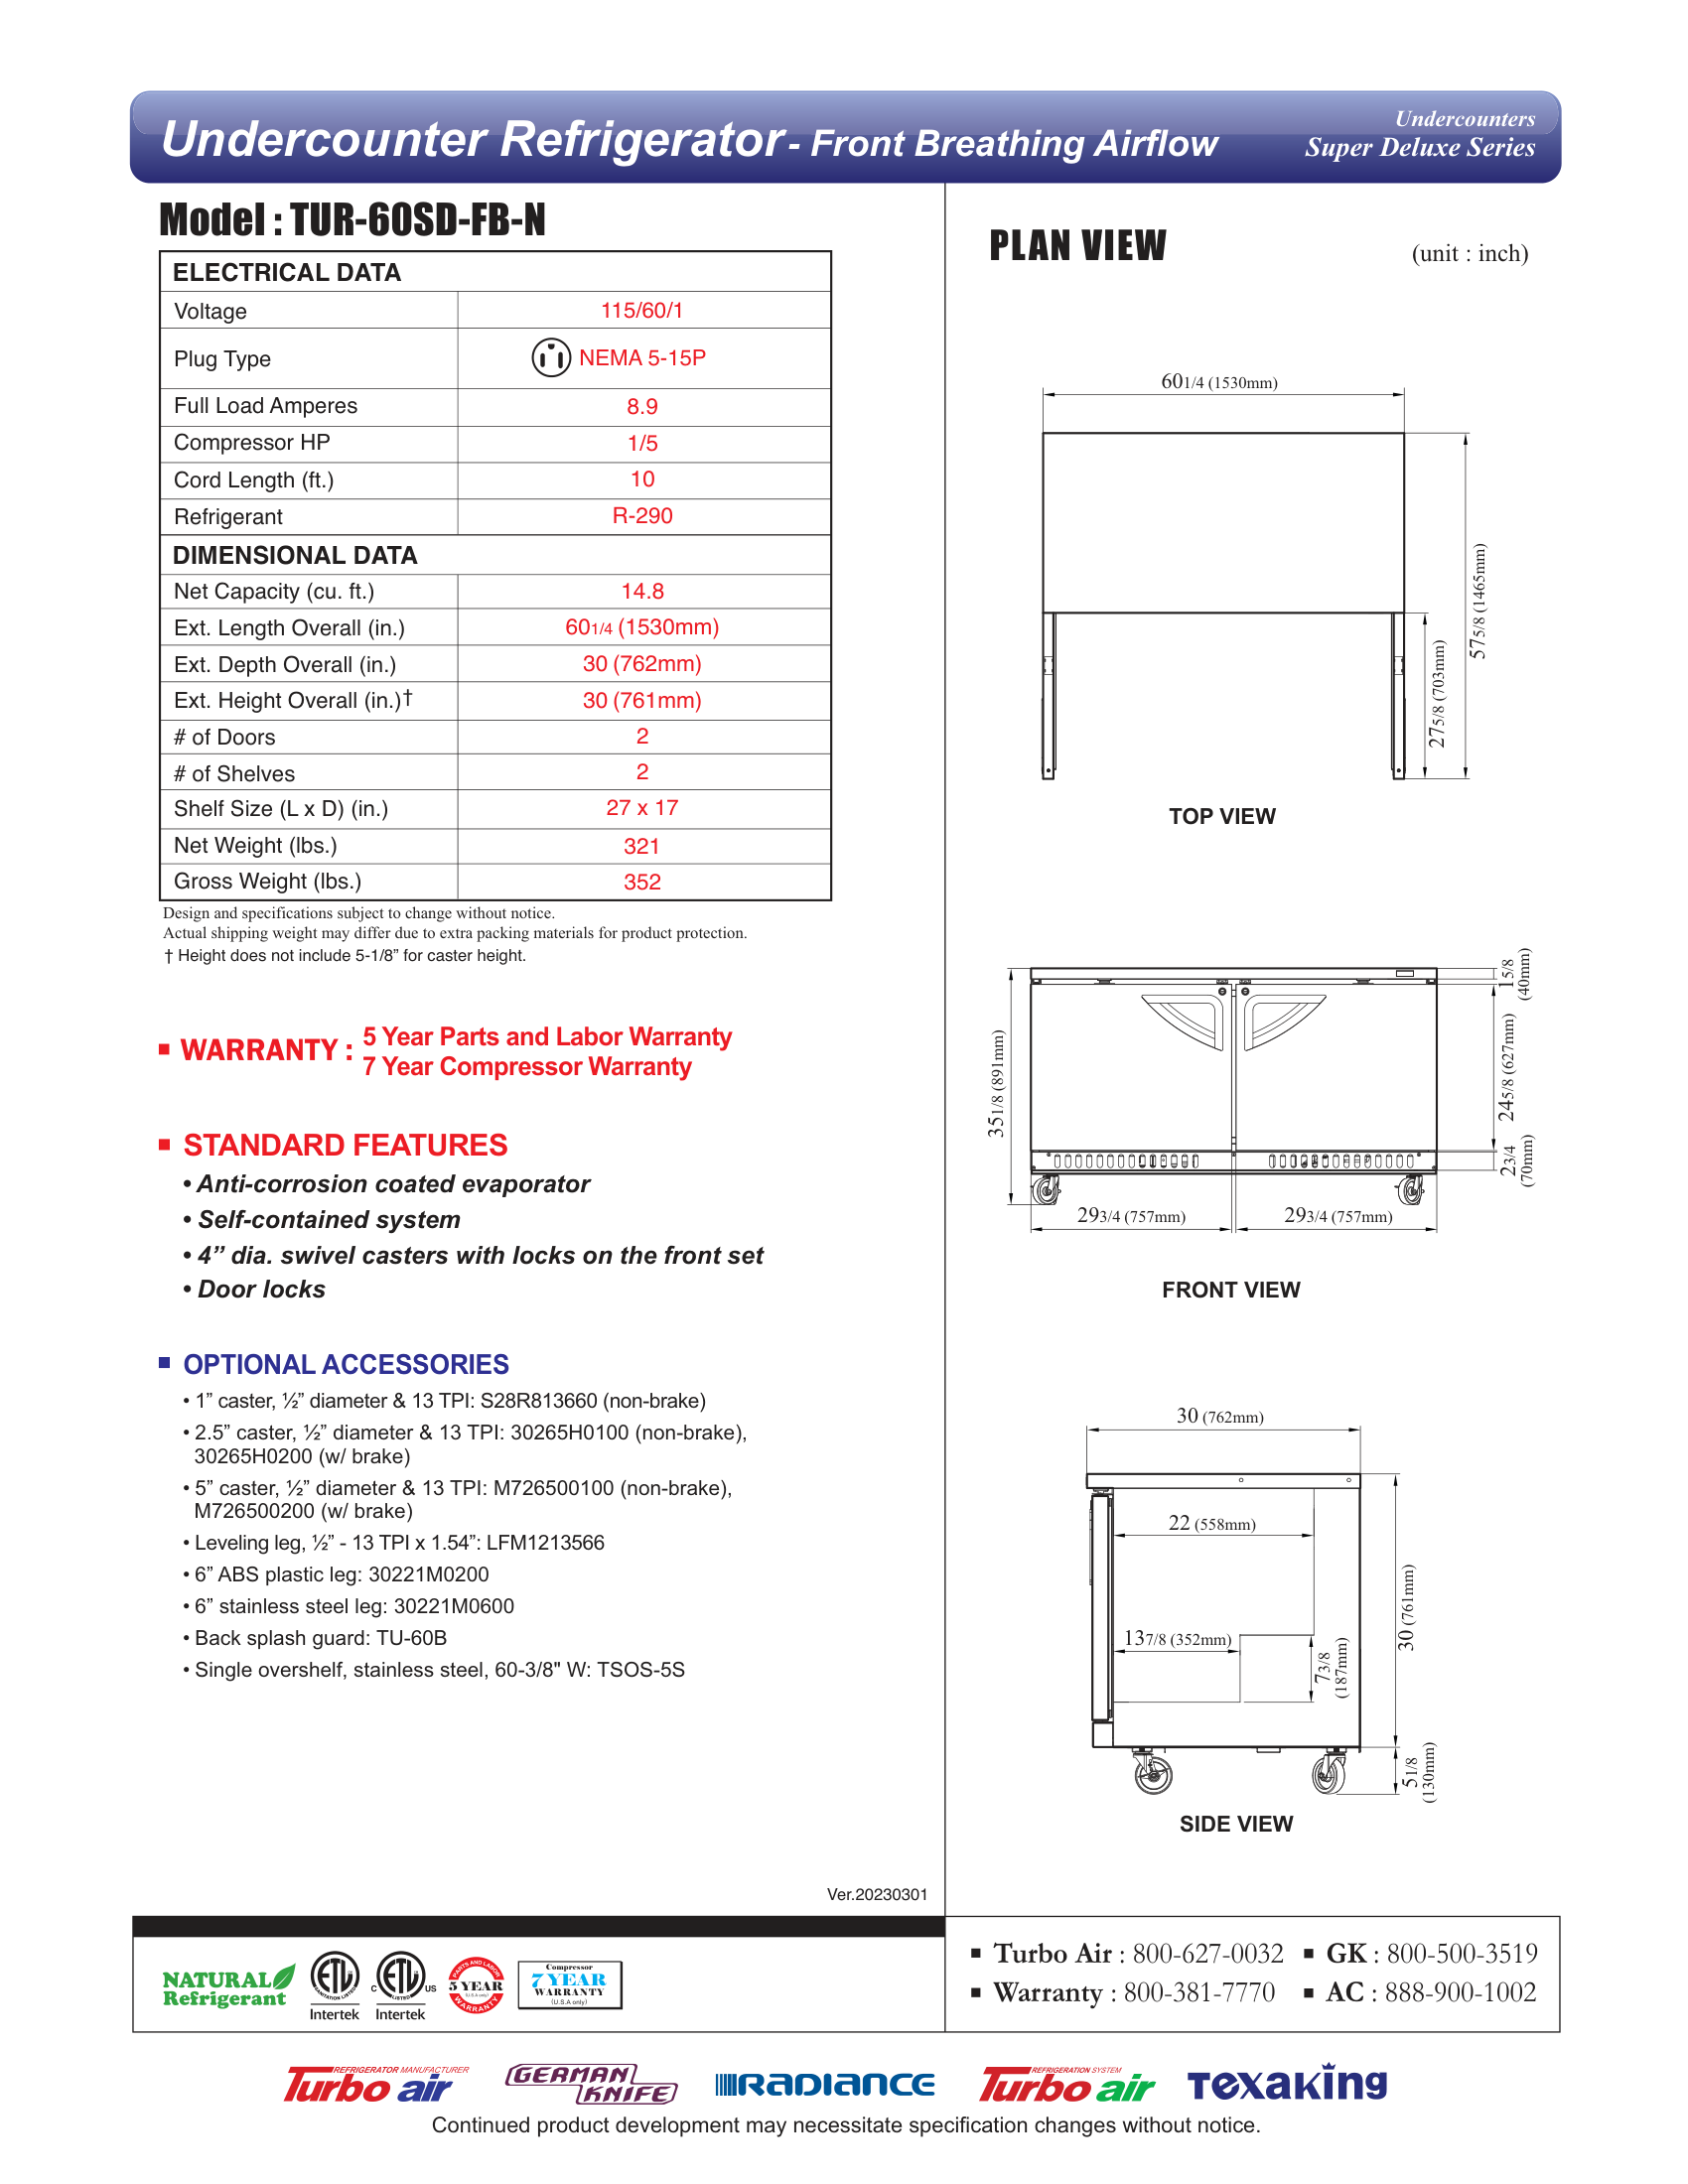 Undercounter Refrigerator - Front Breathing Airflow
Undercounters
Super Deluxe Series
Model : TUR-60SD-FB-N
ELECTRICAL DATA
Voltage 115/60/1
Plug Type NEMA 5-15P
Full Load Amperes 8.9
Compressor HP 1/5
Cord Length (ft.) 10
Refrigerant R-290
DIMENSIONAL DATA
Net Capacity (cu. ft.) 14.8
Ext. Length Overall (in.) 60 1/4 (1530mm)
Ext. Depth Overall (in.) 30 (762mm)
Ext. Height Overall (in.)† 30 (761mm)
# of Doors 2
# of Shelves 2
Shelf Size (L x D) (in.) 27 x 17
Net Weight (lbs.) 321
Gross Weight (lbs.) 352
Design and specifications subject to change without notice.
Actual shipping weight may differ due to extra packing materials for product protection.
† Height does not include 5-1/8” for caster height.
■ WARRANTY : 5 Year Parts and Labor Warranty
7 Year Compressor Warranty
■ STANDARD FEATURES
• Anti-corrosion coated evaporator
• Self-contained system
• 4” dia. swivel casters with locks on the front set
• Door locks
■ OPTIONAL ACCESSORIES
• 1” caster, ½” diameter & 13 TPI: S28R813660 (non-brake)
• 2.5” caster, ½” diameter & 13 TPI: 30265H0100 (non-brake),
30265H0200 (w/ brake)
• 5” caster, ½” diameter & 13 TPI: M726500100 (non-brake),
M726500200 (w/ brake)
• Leveling leg, ½” - 13 TPI x 1.54”: LFM1213566
• 6” ABS plastic leg: 30221M0200
• 6” stainless steel leg: 30221M0600
• Back splash guard: TU-60B
• Single overshelf, stainless steel, 60-3/8" W: TSOS-5S
Ver.20230301
PLAN VIEW
(unit : inch)
60 1/4 (1530mm)
57 5/8 (1465mm)
27 5/8 (703mm)
TOP VIEW
1 5/8
(40mm)
35 1/8 (891mm)
24 5/8 (627mm)
2 3/4
(70mm)
29 3/4 (757mm)
29 3/4 (757mm)
FRONT VIEW
30 (762mm)
22 (558mm)
13 7/8 (352mm)
7 3/8
(187mm)
30 (761mm)
5 1/8
(130mm)
SIDE VIEW
NATURAL
Refrigerant
ETL
SANITATION LISTED
Intertek
C ETL US
LISTED
Intertek
PARTS AND LABOR
5 YEAR
(U.S.A only)
WARRANTY
Compressor
7 YEAR
WARRANTY
(U.S.A only)
■ Turbo Air : 800-627-0032 ■ GK : 800-500-3519
■ Warranty : 800-381-7770 ■ AC : 888-900-1002
REFRIGERATOR MANUFACTURER
Turbo air
GERMAN
KNIFE
RADIANCE
REFRIGERATION SYSTEM
Turbo air
TEXAKING
Continued product development may necessitate specification changes without notice.